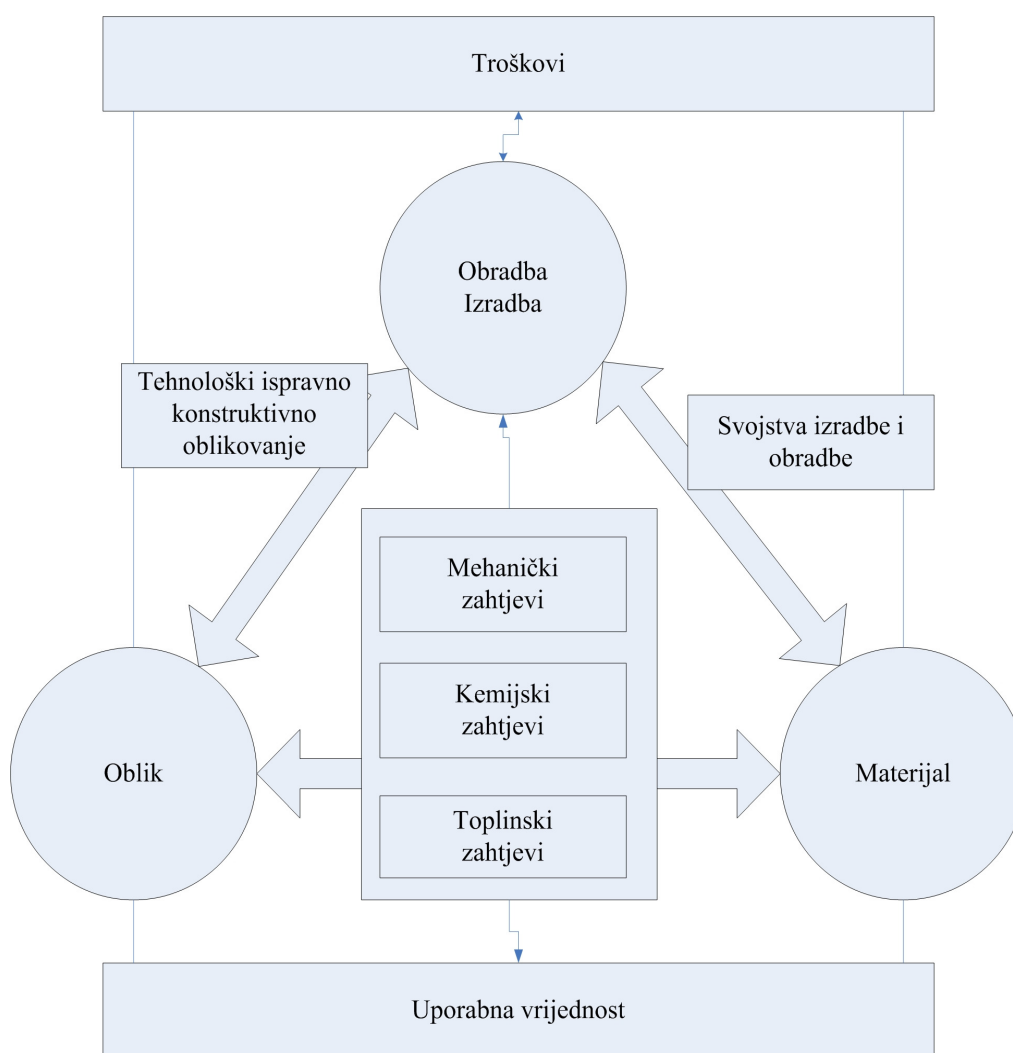 Troškovi
Obradba
Izradba
Tehnološki ispravno
konstruktivno
oblikovanje
Svojstva izradbe i
obradbe
Mehanički
zahtjevi
Kemijski
zahtjevi
Oblik
Materijal
Toplinski
zahtjevi
Uporabna vrijednost